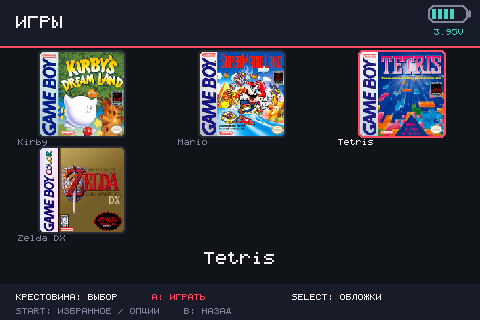 ИГРЫ
3.95V
GAME BOY
KIRBY'S
DREAM LAND
GAME BOY
SUPER MARIO LAND
GAME BOY
TETRIS
Kirby
Mario
Tetris
GAME BOY COLOR
ZELDA
DX
Zelda DX
Tetris
КРЕСТОВИНА: ВЫБОР
A: ИГРАТЬ
SELECT: ОБЛОЖКИ
START: ИЗБРАННОЕ / ОПЦИИ
B: НАЗАД